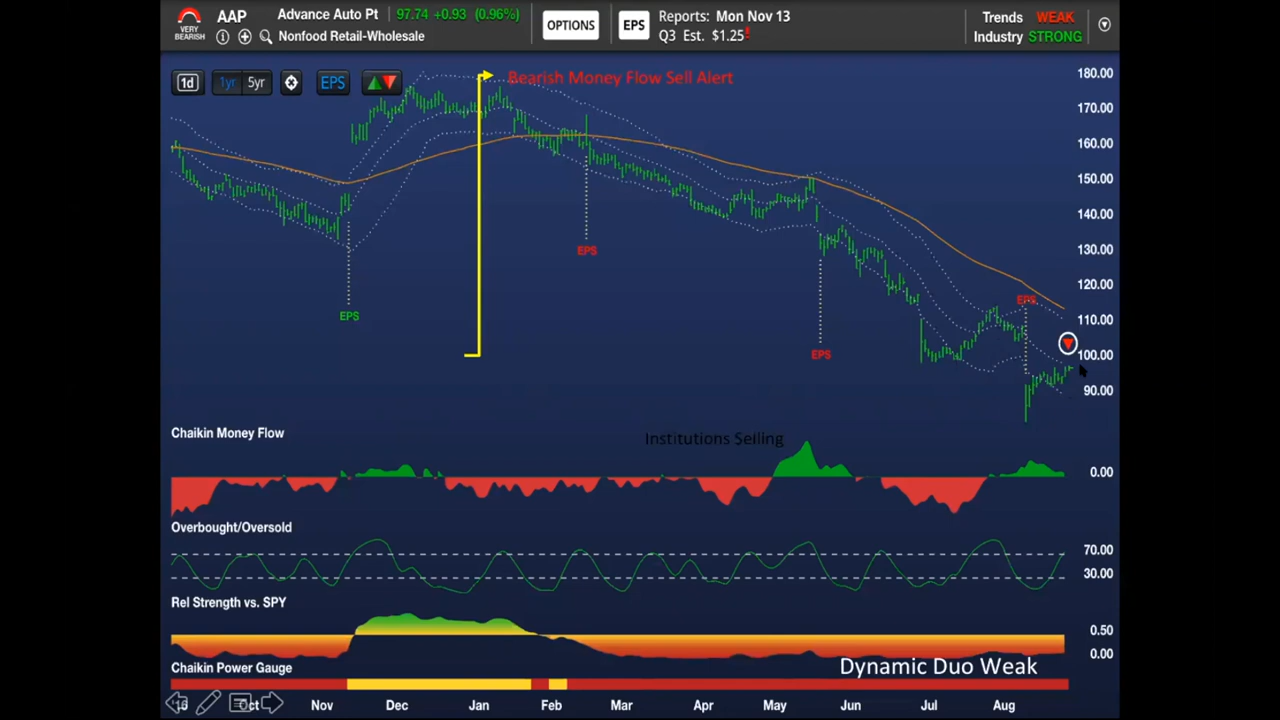 VERY BEARISH
AAP
Advance Auto Pt 97.74 +0.93 (0.96%)
Nonfood Retail-Wholesale
OPTIONS
EPS
Reports: Mon Nov 13
Q3 Est. $1.25!
Trends WEAK
Industry STRONG
1d
1yr 5yr
EPS
Bearish Money Flow Sell Alert
180.00
170.00
160.00
150.00
140.00
130.00
120.00
110.00
100.00
90.00
EPS
EPS
EPS
EPS
Chaikin Money Flow
Institutions Selling
0.00
Overbought/Oversold
70.00
30.00
Rel Strength vs. SPY
0.50
0.00
Chaikin Power Gauge
Dynamic Duo Weak
Oct Nov Dec Jan Feb Mar Apr May Jun Jul Aug